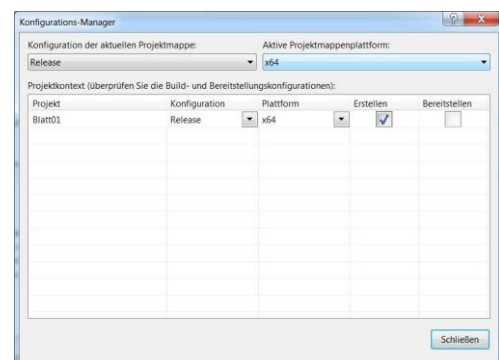 Konfigurations-Manager
Konfiguration der aktuellen Projektmappe: Aktive Projektmappenplattform:
Release x64
Projektkontext (überprüfen Sie die Build- und Bereitstellungskonfigurationen):
Projekt Konfiguration Plattform Erstellen Bereitstellen
Blatt01 Release x64
Schließen